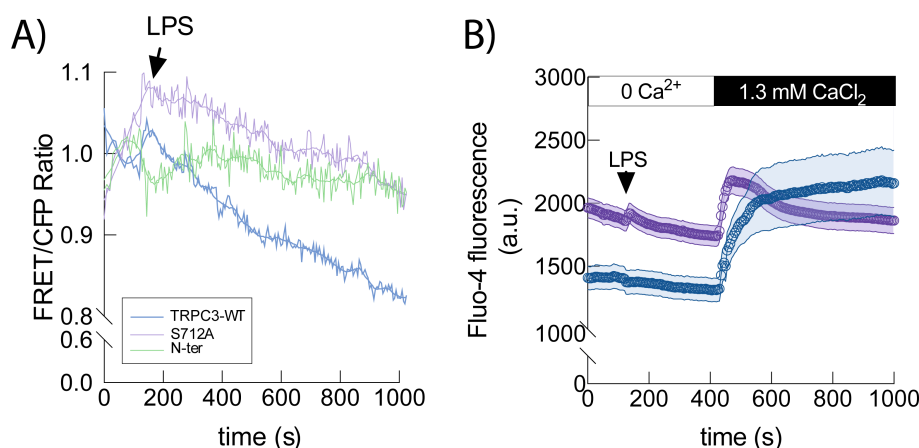 A)
LPS
FRET/CFP Ratio
1.1
1.0
0.9
0.8
0.6
0.0
TRPC3-WT
S712A
N-ter
0 200 400 600 800 1000
time (s)
B)
Fluo-4 fluorescence
(a.u.)
3000
2500
2000
1500
1000
0
0 Ca²⁺
1.3 mM CaCl₂
LPS
0 200 400 600 800 1000
time (s)